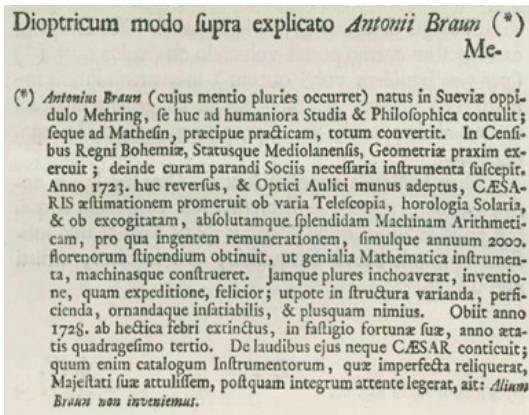 Dioptricum modo ſupra explicato Antonii Braun (*)
Me-
(*) Antonius Braun (cujus mentio pluries occurret) natus in Sueviæ oppi-
dulo Mehring, ſe huc ad humaniora Studia & Philoſophica contulit;
ſeque ad Matheſin, præcipue practicam, totum convertit. In Cenſi-
bus Regni Bohemiæ, Statusque Mediolanenſis, Geometriæ praxim ex-
ercuit; deinde curam parandi Sociis neceſſaria inſtrumenta ſuſcepit.
Anno 1723. huc reverſus, & Optici Aulici munus adeptus, CÆSA-
RIS æſtimationem promeruit ob varia Teleſcopia, horologia Solaria,
& ob excogitatam, abſolutamque ſplendidam Machinam Arithmeti-
cam, pro qua ingentem remunerationem, ſimulque annuum 2000.
florenorum ſtipendium obtinuit, ut genialia Mathematica inſtrumen-
ta, machinasque conſtrueret. Jamque plures inchoaverat, inventio-
ne, quam expeditione, felicior; utpote in ſtructura varianda, perfi-
cienda, ornandaque inſatiabilis, & plusquam nimius. Obiit anno
1728. ab hectica febri extinctus, in faſtigio fortunæ ſuæ, anno æta-
tis quadrageſimo tertio. De laudibus ejus neque CÆSAR conticuit;
quum enim catalogum Inſtrumentorum, quæ imperfecta reliquerat,
Majeſtati ſuæ attuliſſem, poſtquam integrum attente legerat, ait: Alium
Braun non inveniemus.